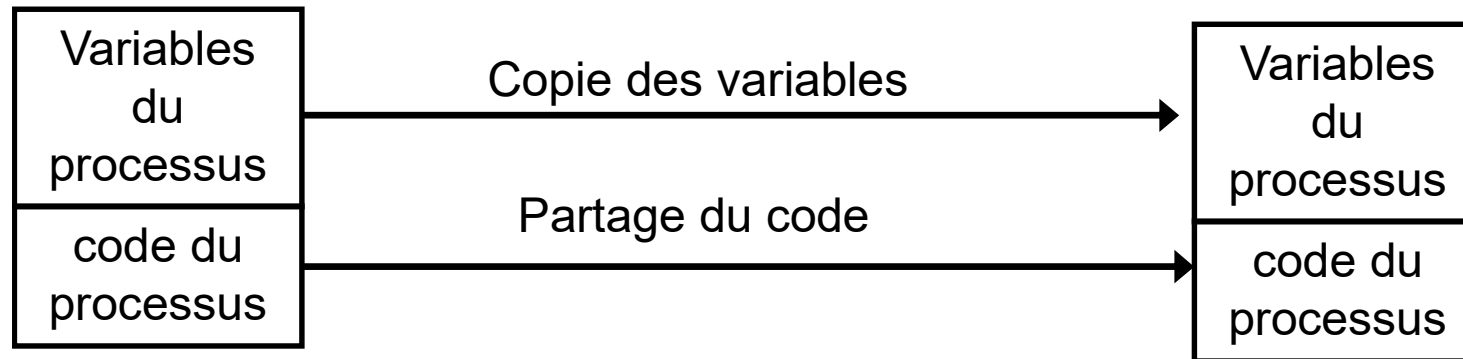 Variables
du
processus
code du
processus
Copie des variables
Partage du code
Variables
du
processus
code du
processus